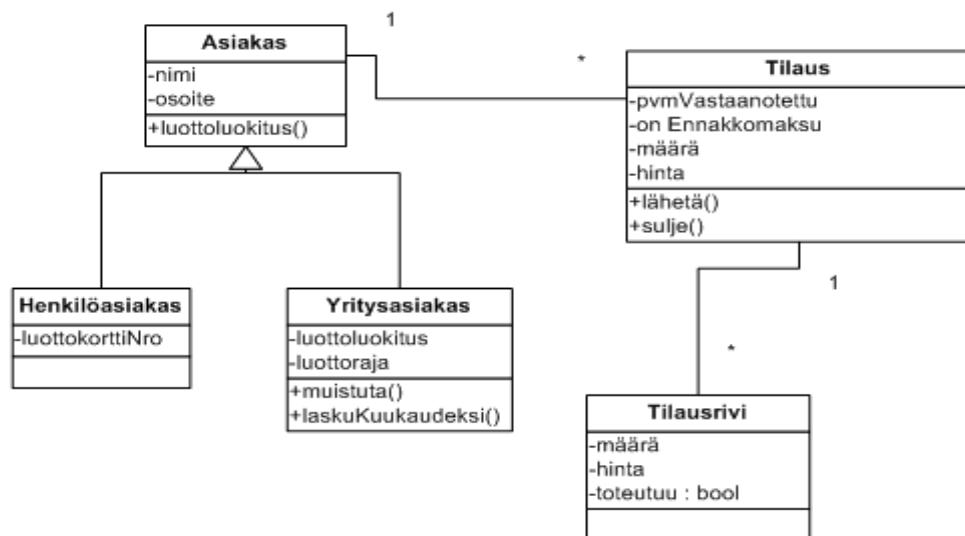 1
Asiakas
-nimi
-osoite
+luottoluokitus()
*
Tilaus
-pvmVastaanotettu
-on Ennakkomaksu
-määrä
-hinta
+lähetä()
+sulje()
1
Henkilöasiakas
-luottokorttiNro
Yritysasiakas
-luottoluokitus
-luottoraja
+muistuta()
+laskuKuukaudeksi()
*
Tilausrivi
-määrä
-hinta
-toteutuu : bool